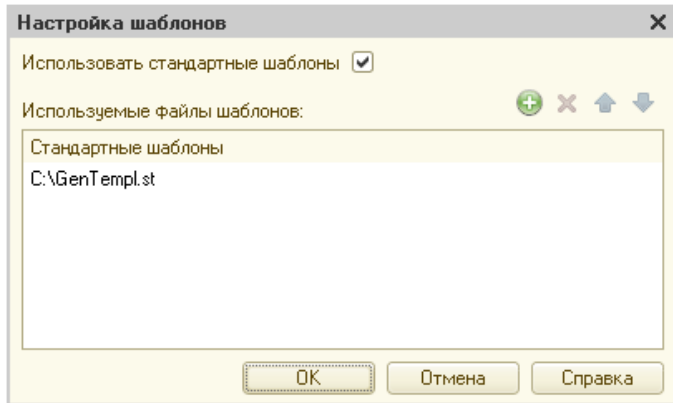 Настройка шаблонов
Использовать стандартные шаблоны
Используемые файлы шаблонов:
Стандартные шаблоны
C:\GenTempl.st
OK
Отмена
Справка